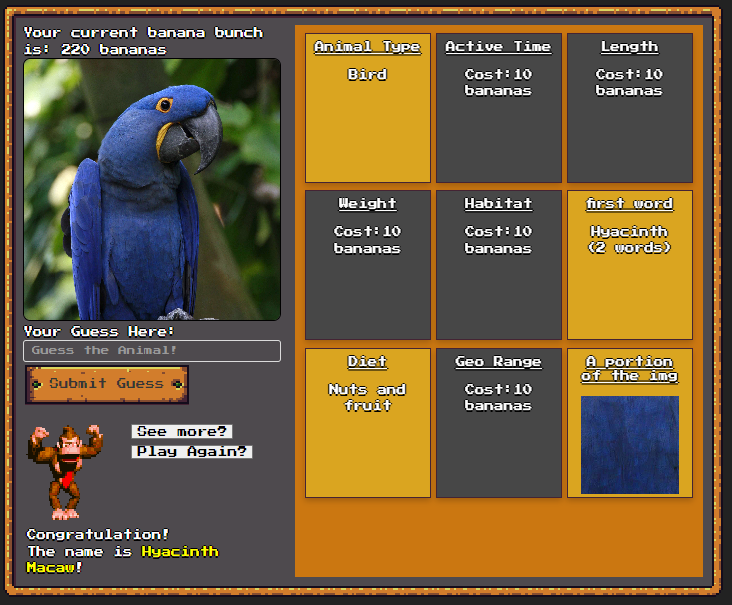 Your current banana bunch
is: 220 bananas
Your Guess Here:
Guess the Animal!
Submit Guess
See more?
Play Again?
Congratulation!
The name is Hyacinth
Macaw!
Animal Type
Bird
Active Time
Cost:10
bananas
Length
Cost:10
bananas
Weight
Cost:10
bananas
Habitat
Cost:10
bananas
first word
Hyacinth
(2 words)
Diet
Nuts and
fruit
Geo Range
Cost:10
bananas
A portion
of the img